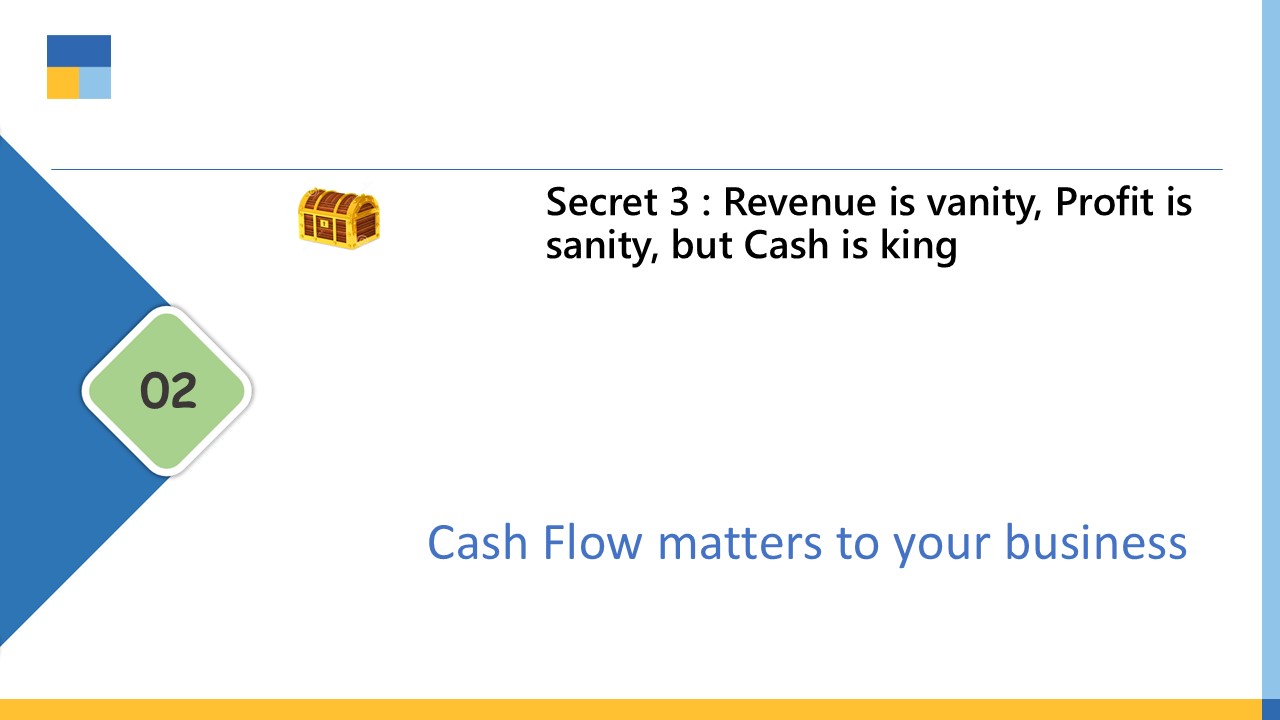 Secret 3 : Revenue is vanity, Profit is
sanity, but Cash is king
02
Cash Flow matters to your business